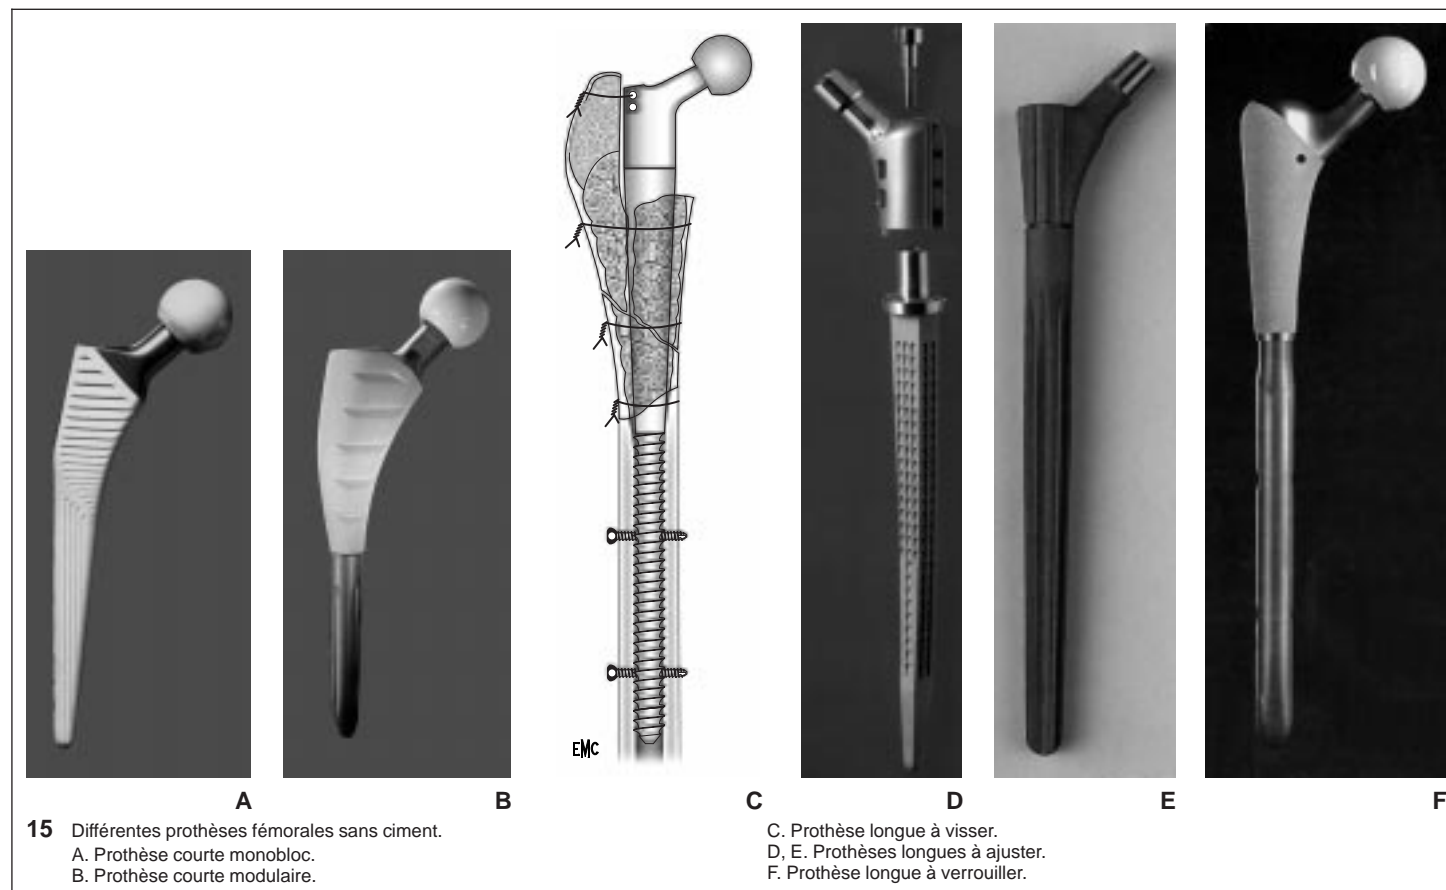 EMC
A
B
C
D
E
F
15 Différentes prothèses fémorales sans ciment.
A. Prothèse courte monobloc.
B. Prothèse courte modulaire.
C. Prothèse longue à visser.
D, E. Prothèses longues à ajuster.
F. Prothèse longue à verrouiller.